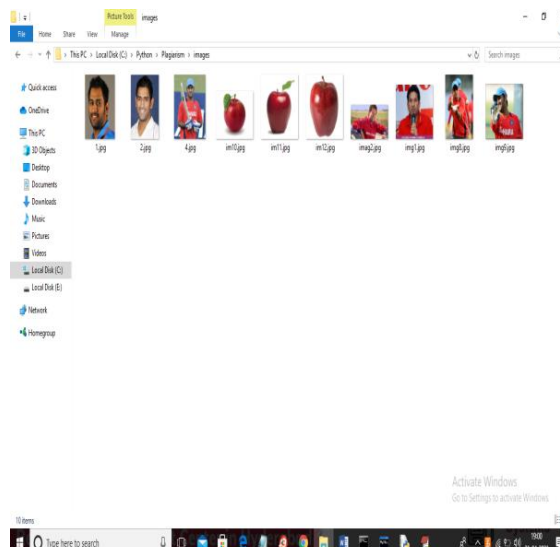 Picture Tools images
File Home Share View Manage
This PC > Local Disk (C:) > Python > Plagiarism > images
Search images
Quick access
OneDrive
This PC
3D Objects
Desktop
Documents
Downloads
Music
Pictures
Videos
Local Disk (C:)
Local Disk (E:)
Network
Homegroup
1.jpg 2.jpg 4.jpg im10.jpg im11.jpg im12.jpg imag2.jpg img1.jpg img8.jpg img9.jpg
Activate Windows
Go to Settings to activate Windows.
10 items
Type here to search
19:00